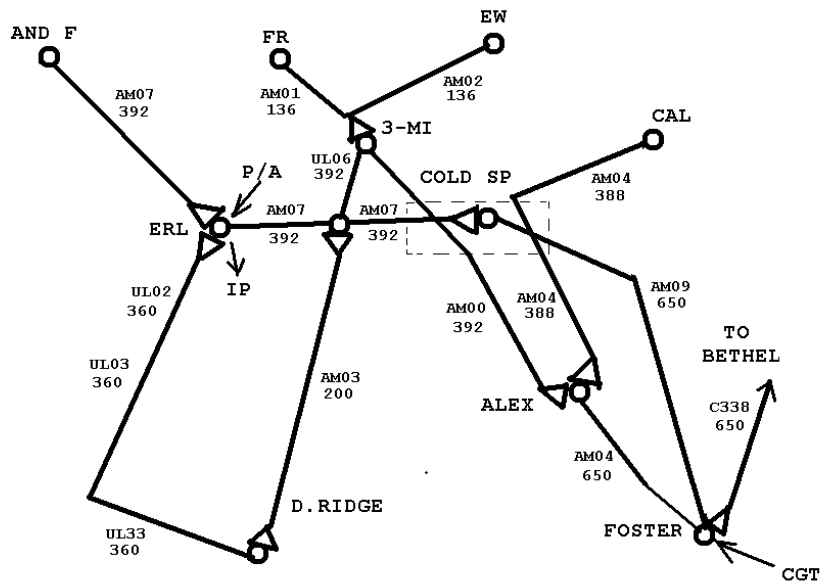 AND F
FR
EW
AM07
392
AM01
136
AM02
136
CAL
3-MI
UL06
392
P/A
COLD SP
AM04
388
ERL
AM07
392
AM07
392
IP
UL02
360
AM00
392
AM04
388
AM09
650
TO
BETHEL
UL03
360
AM03
200
ALEX
C338
650
AM04
650
D.RIDGE
UL33
360
FOSTER
CGT